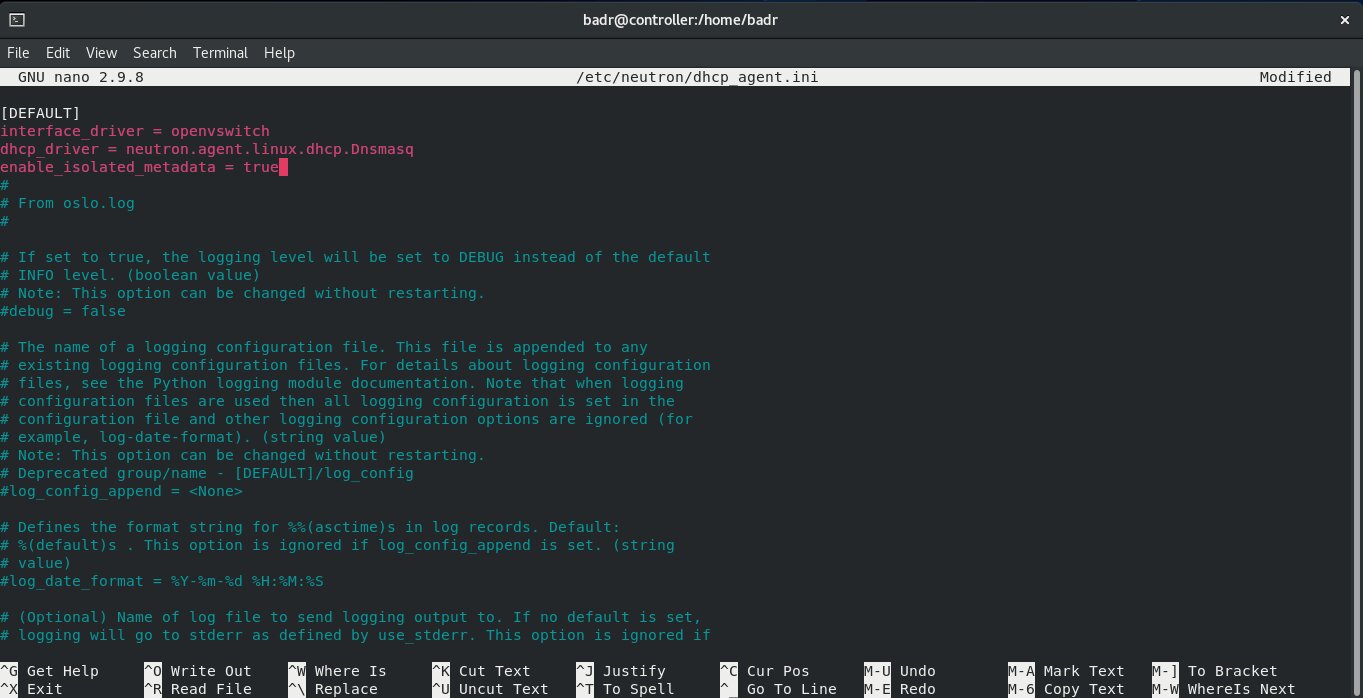 badr@controller:/home/badr
File Edit View Search Terminal Help
GNU nano 2.9.8 /etc/neutron/dhcp_agent.ini Modified
[DEFAULT]
interface_driver = openvswitch
dhcp_driver = neutron.agent.linux.dhcp.Dnsmasq
enable_isolated_metadata = true
#
# From oslo.log
#
# If set to true, the logging level will be set to DEBUG instead of the default
# INFO level. (boolean value)
# Note: This option can be changed without restarting.
#debug = false
# The name of a logging configuration file. This file is appended to any
# existing logging configuration files. For details about logging configuration
# files, see the Python logging module documentation. Note that when logging
# configuration files are used then all logging configuration is set in the
# configuration file and other logging configuration options are ignored (for
# example, log-date-format). (string value)
# Note: This option can be changed without restarting.
# Deprecated group/name - [DEFAULT]/log_config
#log_config_append = <None>
# Defines the format string for %%(asctime)s in log records. Default:
# %(default)s . This option is ignored if log_config_append is set. (string
# value)
#log_date_format = %Y-%m-%d %H:%M:%S
# (Optional) Name of log file to send logging output to. If no default is set,
# logging will go to stderr as defined by use_stderr. This option is ignored if
^G Get Help ^O Write Out ^W Where Is ^K Cut Text ^J Justify ^C Cur Pos M-U Undo M-A Mark Text M-] To Bracket
^X Exit ^R Read File ^\ Replace ^U Uncut Text ^T To Spell ^_ Go To Line M-E Redo M-6 Copy Text M-W WhereIs Next